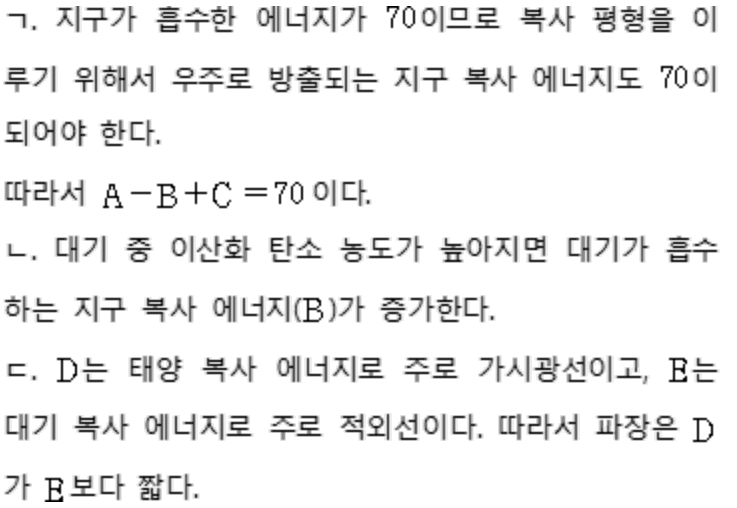 ㄱ. 지구가 흡수한 에너지가 70이므로 복사 평형을 이
루기 위해서 우주로 방출되는 지구 복사 에너지도 70이
되어야 한다.
따라서 A−B+C=70이다.
ㄴ. 대기 중 이산화 탄소 농도가 높아지면 대기가 흡수
하는 지구 복사 에너지(B)가 증가한다.
ㄷ. D는 태양 복사 에너지로 주로 가시광선이고, E는
대기 복사 에너지로 주로 적외선이다. 따라서 파장은 D
가 E보다 짧다.